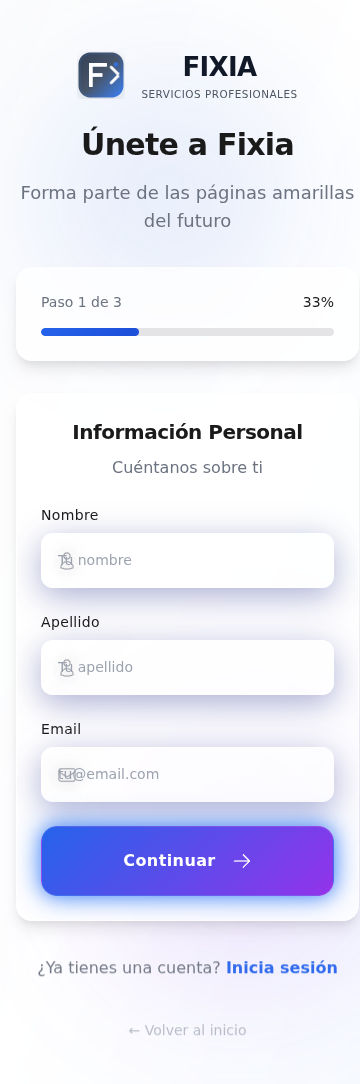 FIXIA
SERVICIOS PROFESIONALES
Únete a Fixia
Forma parte de las páginas amarillas
del futuro
Paso 1 de 3
33%
Información Personal
Cuéntanos sobre ti
Nombre
Tu nombre
Apellido
Tu apellido
Email
tu@email.com
Continuar →
¿Ya tienes una cuenta? Inicia sesión
← Volver al inicio